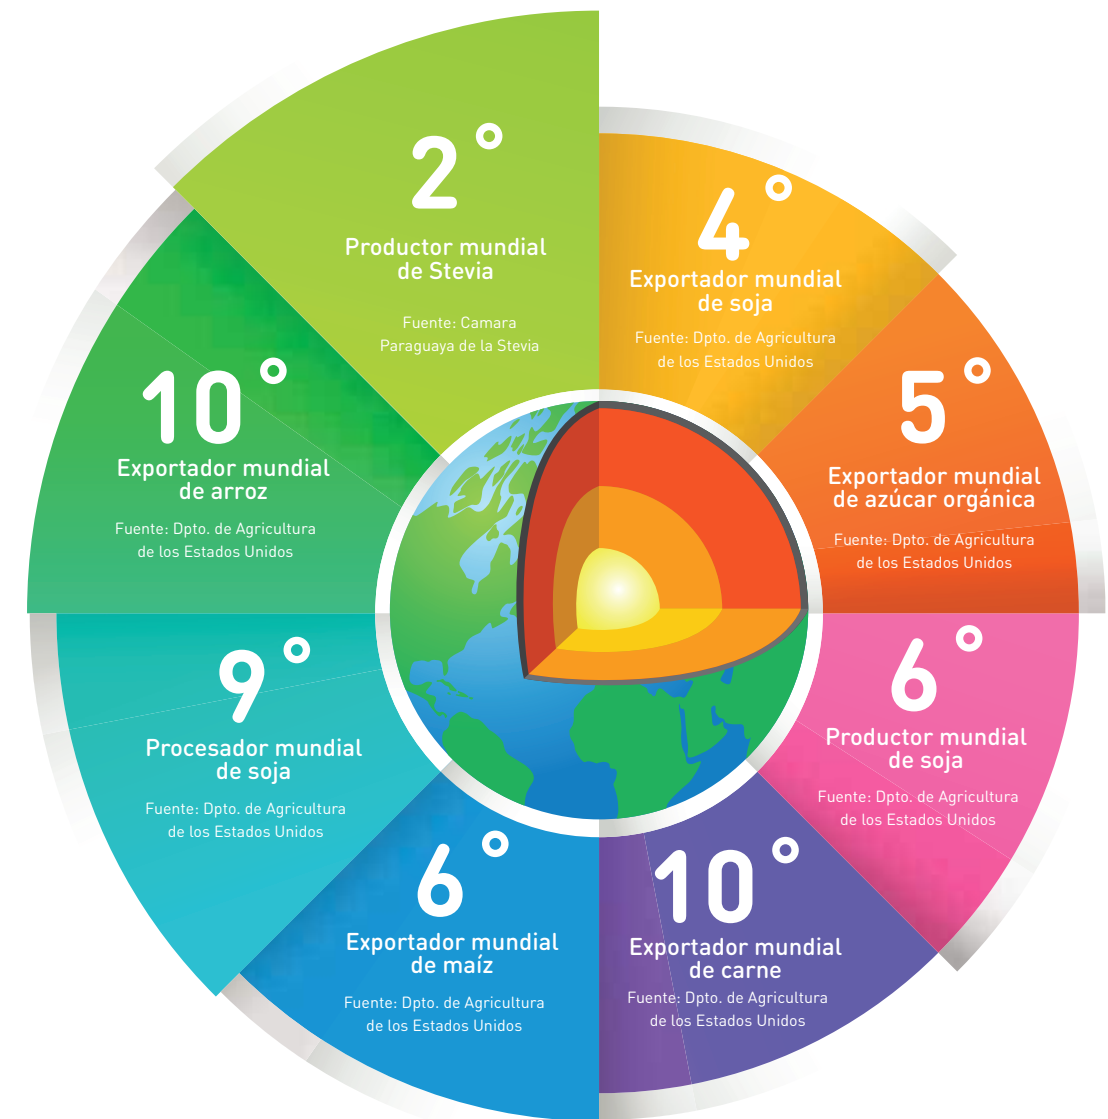 2°
Productor mundial
de Stevia
Fuente: Camara
Paraguaya de la Stevia
4°
Exportador mundial
de soja
Fuente: Dpto. de Agricultura
de los Estados Unidos
5°
Exportador mundial
de azúcar orgánica
Fuente: Dpto. de Agricultura
de los Estados Unidos
6°
Productor mundial
de soja
Fuente: Dpto. de Agricultura
de los Estados Unidos
10°
Exportador mundial
de carne
Fuente: Dpto. de Agricultura
de los Estados Unidos
6°
Exportador mundial
de maíz
Fuente: Dpto. de Agricultura
de los Estados Unidos
9°
Procesador mundial
de soja
Fuente: Dpto. de Agricultura
de los Estados Unidos
10°
Exportador mundial
de arroz
Fuente: Dpto. de Agricultura
de los Estados Unidos